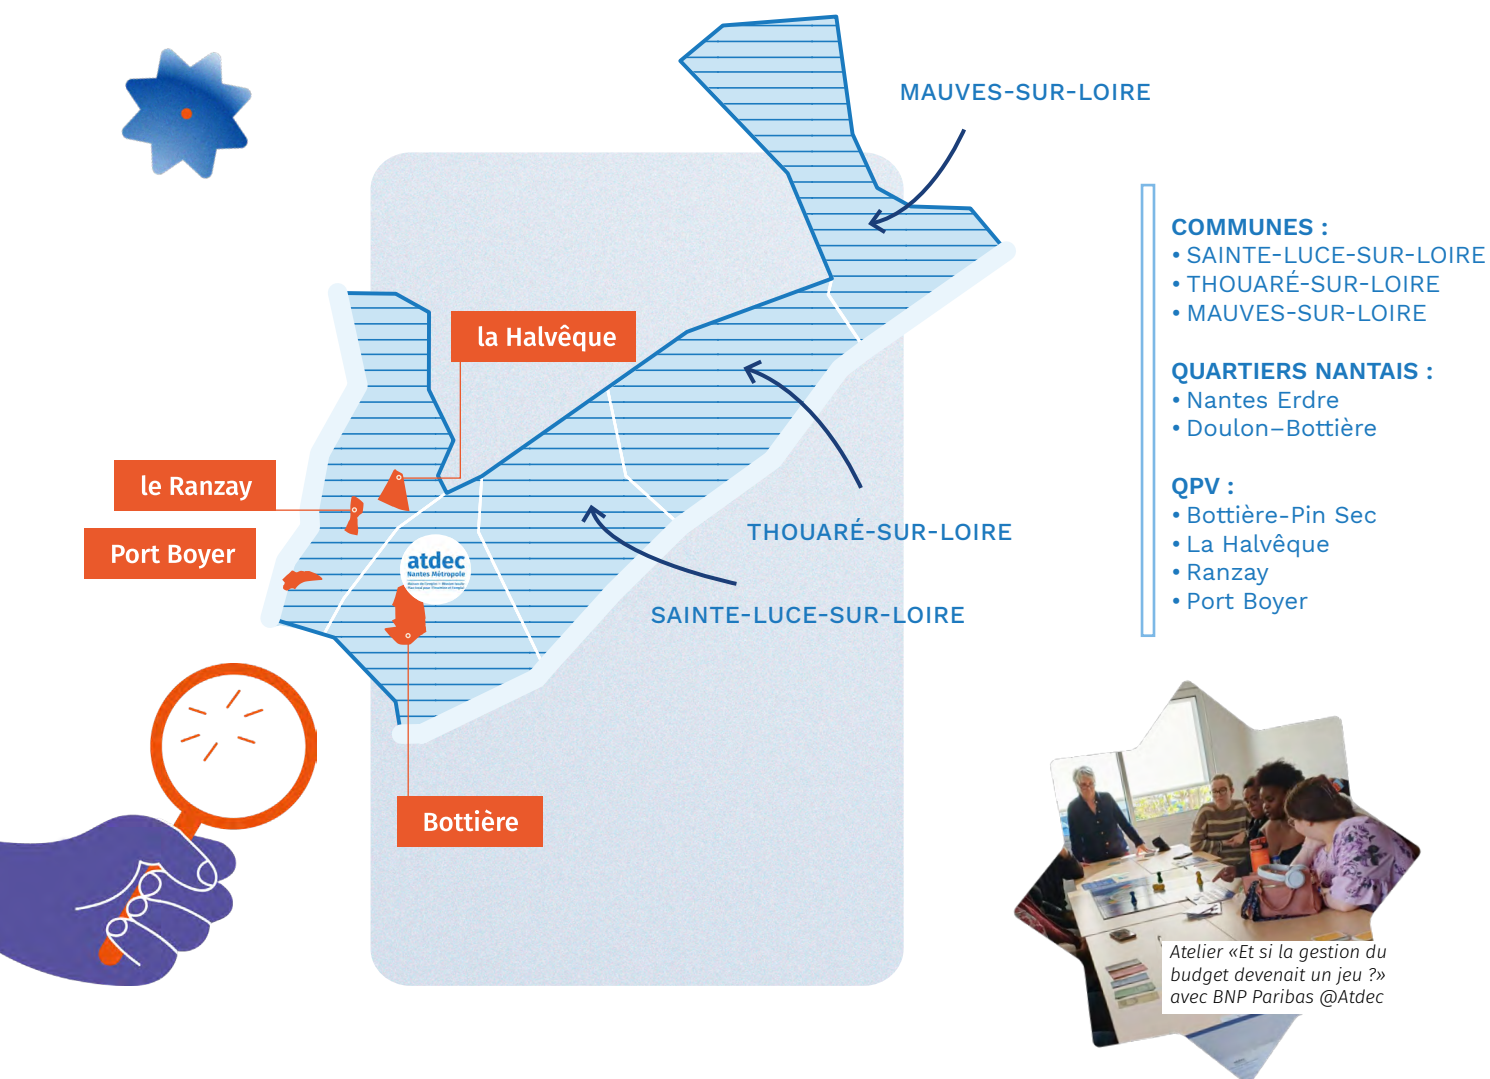 MAUVES-SUR-LOIRE
la Halvêque
le Ranzay
Port Boyer
atdec
Nantes Métropole
THOUARÉ-SUR-LOIRE
SAINTE-LUCE-SUR-LOIRE
Bottière
COMMUNES :
• SAINTE-LUCE-SUR-LOIRE
• THOUARÉ-SUR-LOIRE
• MAUVES-SUR-LOIRE
QUARTIERS NANTAIS :
• Nantes Erdre
• Doulon–Bottière
QPV :
• Bottière-Pin Sec
• La Halvêque
• Ranzay
• Port Boyer
Atelier «Et si la gestion du
budget devenait un jeu ?»
avec BNP Paribas @Atdec